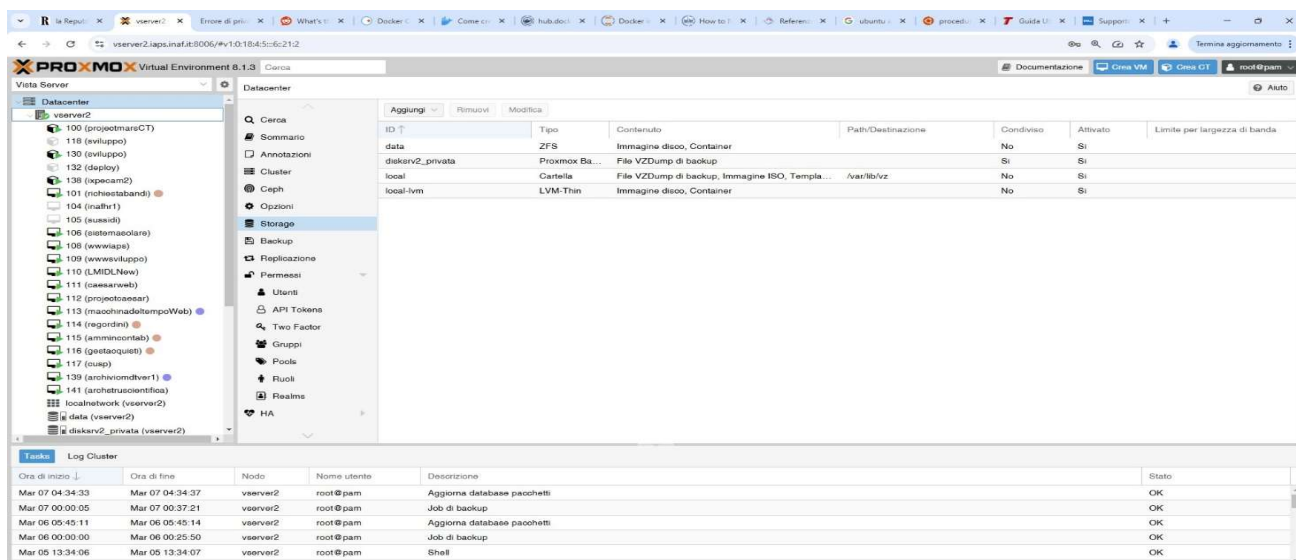 la Repu
vserver2
Errore di pri
What's
Docker C
Come
hub.doc
Docker
How to
Referen
ubuntu
procedu
Guida U
Support
vserver2.iaps.inaf.it:8006/#v1:0:18:4:5:::6::21:2
Termina aggiornamento
PROXMOX Virtual Environment 8.1.3 Cerca
Documentazione Crea VM Crea CT root@pam
Vista Server
Datacenter
Aiuto
Datacenter
vserver2
100 (projectmarsCT)
118 (sviluppo)
130 (sviluppo)
132 (deploy)
138 (ixpecam2)
101 (richiestabandi)
104 (inafhr1)
105 (sussidi)
106 (sistemasolare)
108 (wwwiaps)
109 (wwwsviluppo)
110 (LMIDLNew)
111 (caesarweb)
112 (projectcaesar)
113 (macchinadeltempoWeb)
114 (regordini)
115 (ammincontab)
116 (gestacquisti)
117 (cusp)
139 (archiviomdtver1)
141 (archetruscientifica)
localnetwork (vserver2)
data (vserver2)
disksrv2_privata (vserver2)
Cerca
Sommario
Annotazioni
Cluster
Ceph
Opzioni
Storage
Backup
Replicazione
Permessi
Utenti
API Tokens
Two Factor
Gruppi
Pools
Ruoli
Realms
HA
Aggiungi Rimuovi Modifica
ID Tipo Contenuto Path/Destinazione Condiviso Attivato Limite per larghezza di banda
data ZFS Immagine disco, Container No Sì
diskserv2_privata Proxmox Ba... File VZDump di backup Sì Sì
local Cartella File VZDump di backup, Immagine ISO, Templa... /var/lib/vz No Sì
local-lvm LVM-Thin Immagine disco, Container No Sì
Tasks Log Cluster
Ora di inizio Ora di fine Nodo Nome utente Descrizione Stato
Mar 07 04:34:33 Mar 07 04:34:37 vserver2 root@pam Aggiorna database pacchetti OK
Mar 07 00:00:05 Mar 07 00:37:21 vserver2 root@pam Job di backup OK
Mar 06 05:45:11 Mar 06 05:45:14 vserver2 root@pam Aggiorna database pacchetti OK
Mar 06 00:00:00 Mar 06 00:25:50 vserver2 root@pam Job di backup OK
Mar 05 13:34:06 Mar 05 13:34:07 vserver2 root@pam Shell OK